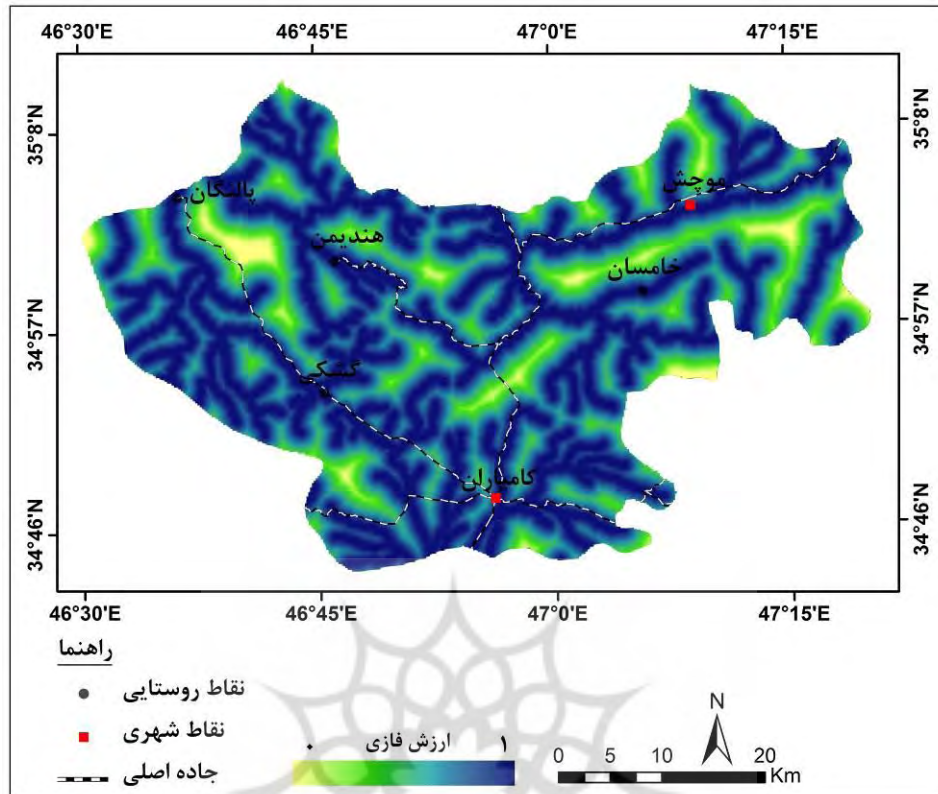 46°30'E 46°45'E 47°0'E 47°15'E
35°8'N
35°8'N
موچش
پالنگان
هندیمن
خامسان
34°57'N
34°57'N
گشکی
کامیاران
34°46'N
34°46'N
46°30'E 46°45'E 47°0'E 47°15'E
راهنما
نقاط روستایی
نقاط شهری
جاده اصلی
۰ ارزش فازی ۱
N
0 5 10 20
Km